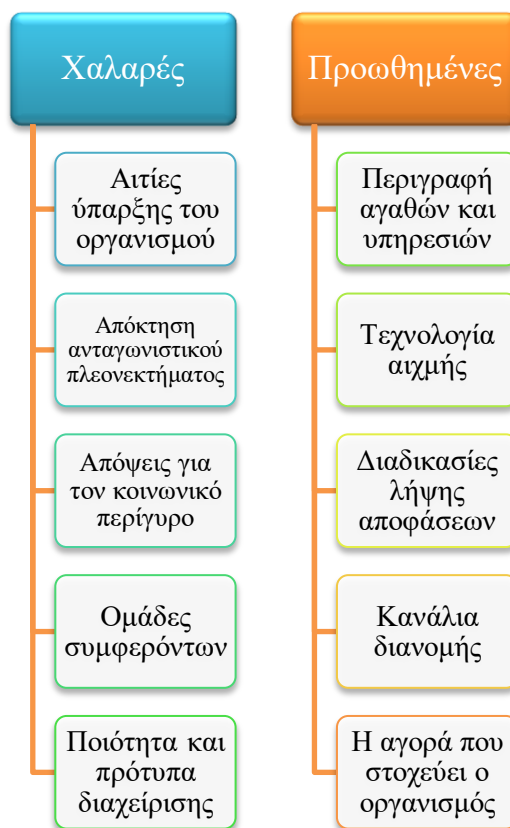 Χαλαρές
Αιτίες
ύπαρξης του
οργανισμού
Απόκτηση
ανταγωνιστικού
πλεονεκτήματος
Απόψεις για
τον κοινωνικό
περίγυρο
Ομάδες
συμφερόντων
Ποιότητα και
πρότυπα
διαχείρισης
Προωθημένες
Περιγραφή
αγαθών και
υπηρεσιών
Τεχνολογία
αιχμής
Διαδικασίες
λήψης
αποφάσεων
Κανάλια
διανομής
Η αγορά που
στοχεύει ο
οργανισμός